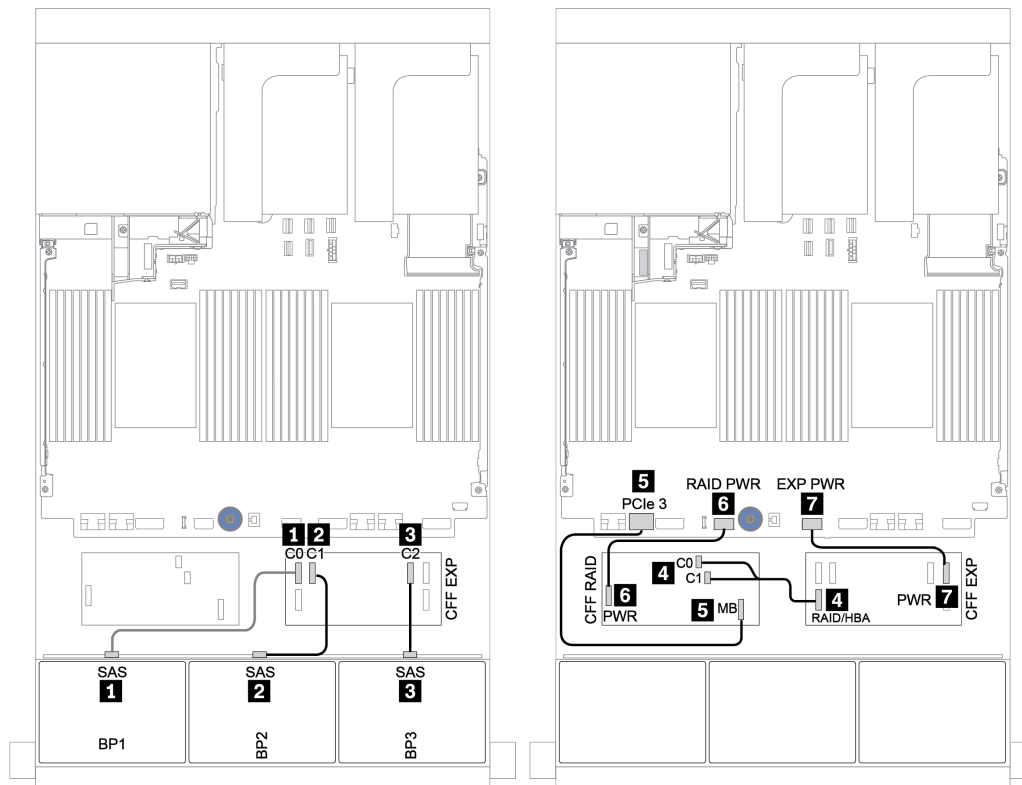 1 2 3
C0 C1 C2
CFF EXP
SAS SAS SAS
1 2 3
BP1 BP2 BP3
5 RAID PWR EXP PWR
PCIe 3 6 7
CFF RAID
4 C0
C1
6
PWR
5 MB
4
RAID/HBA
PWR 7
CFF EXP